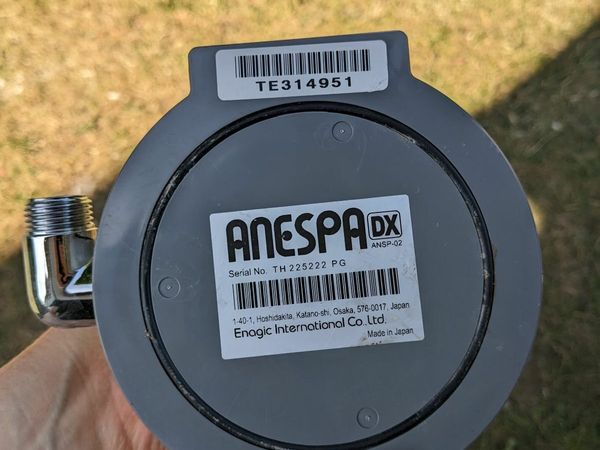 TE314951
ANESPA DX
ANSP-02
Serial No. TH 225222 PG
1-40-1, Hoshidakita, Katano-shi, Osaka, 576-0017, Japan
Enagic International Co.,Ltd.
Made in Japan